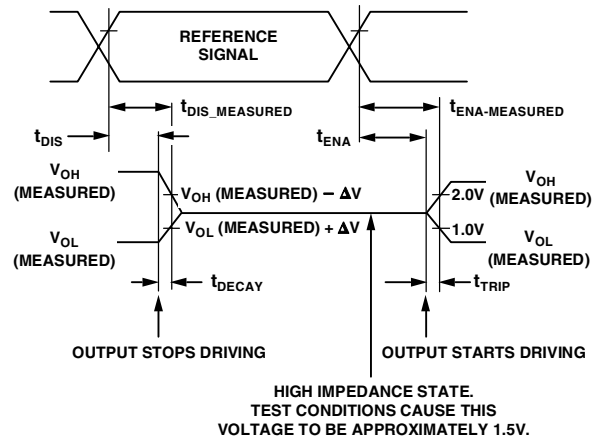 REFERENCE
SIGNAL
tDIS_MEASURED
tENA-MEASURED
tDIS
tENA
VOH
(MEASURED)
VOH (MEASURED) – ΔV
2.0V
VOH
(MEASURED)
VOL
(MEASURED)
VOL (MEASURED) + ΔV
1.0V
VOL
(MEASURED)
tDECAY
tTRIP
OUTPUT STOPS DRIVING
OUTPUT STARTS DRIVING
HIGH IMPEDANCE STATE.
TEST CONDITIONS CAUSE THIS
VOLTAGE TO BE APPROXIMATELY 1.5V.